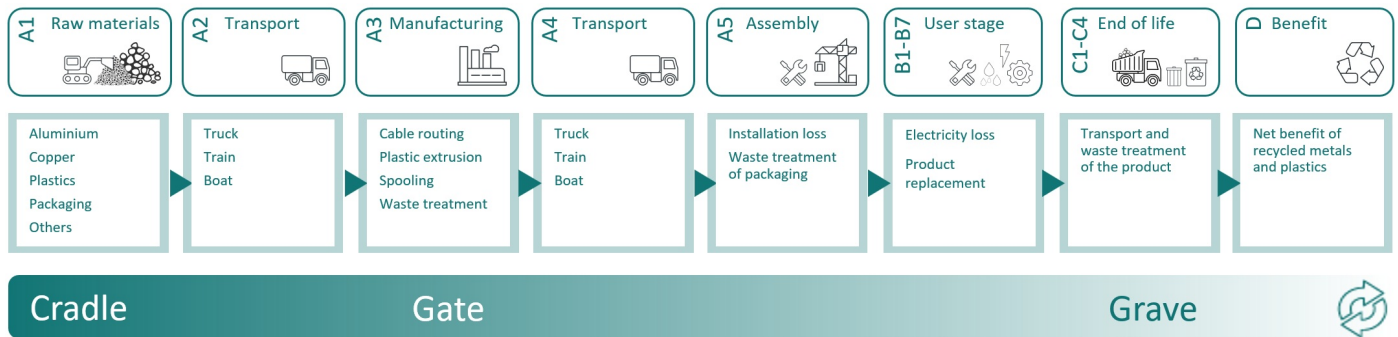 A1 Raw materials
A2 Transport
A3 Manufacturing
A4 Transport
A5 Assembly
B1-B7 User stage
C1-C4 End of life
D Benefit
Aluminium
Copper
Plastics
Packaging
Others
Truck
Train
Boat
Cable routing
Plastic extrusion
Spooling
Waste treatment
Truck
Train
Boat
Installation loss
Waste treatment
of packaging
Electricity loss
Product
replacement
Transport and
waste treatment
of the product
Net benefit of
recycled metals
and plastics
Cradle
Gate
Grave